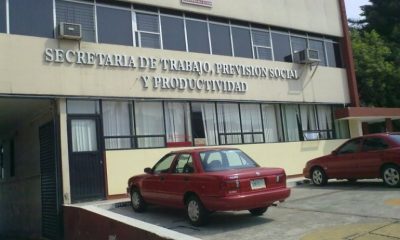 SECRETARIA DE TRABAJO, PREVISION SOCIAL
Y PRODUCTIVIDAD